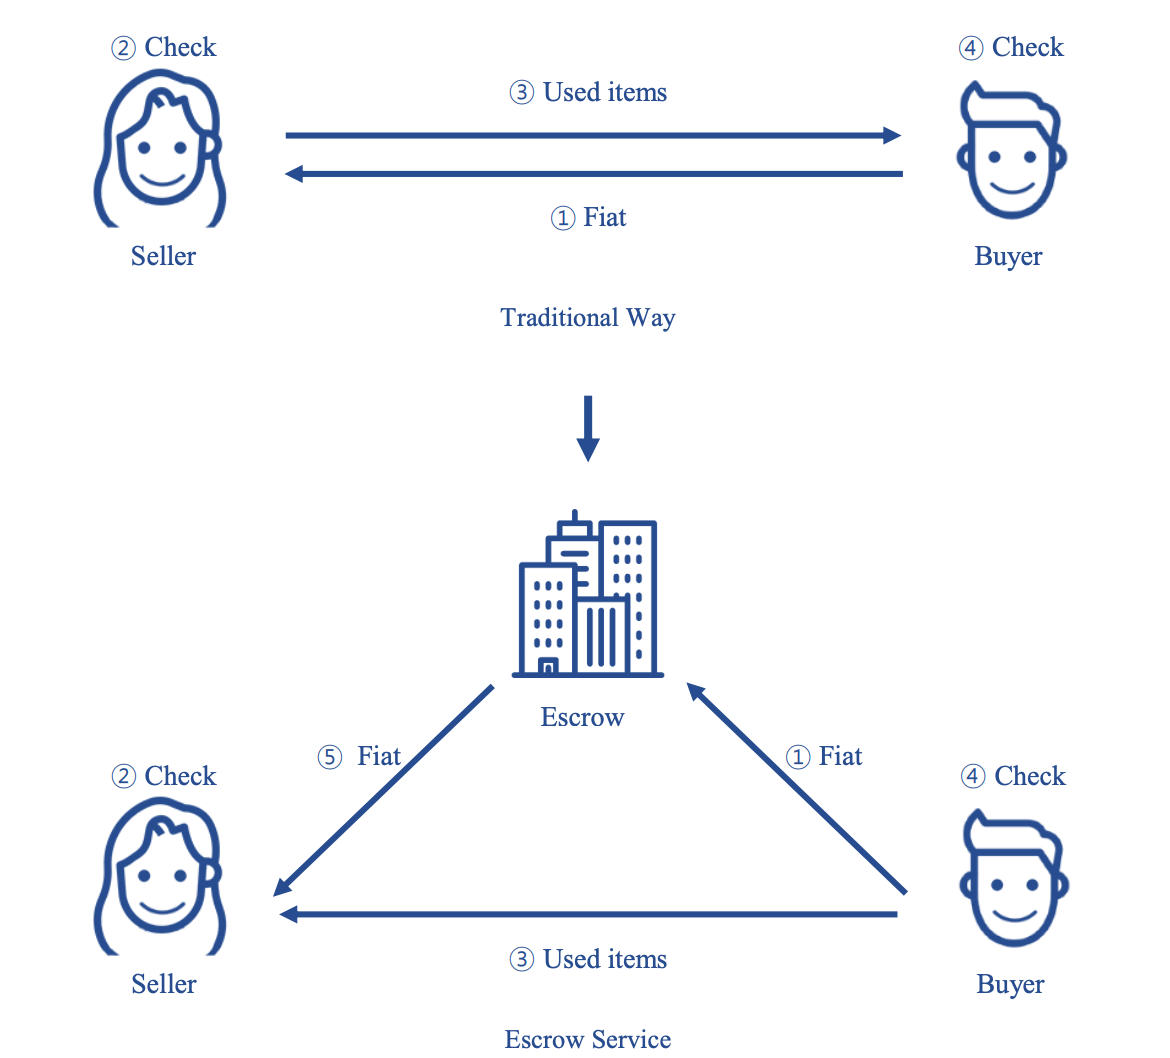 ② Check
④ Check
③ Used items
① Fiat
Seller
Buyer
Traditional Way
Escrow
⑤ Fiat
① Fiat
② Check
④ Check
③ Used items
Seller
Buyer
Escrow Service